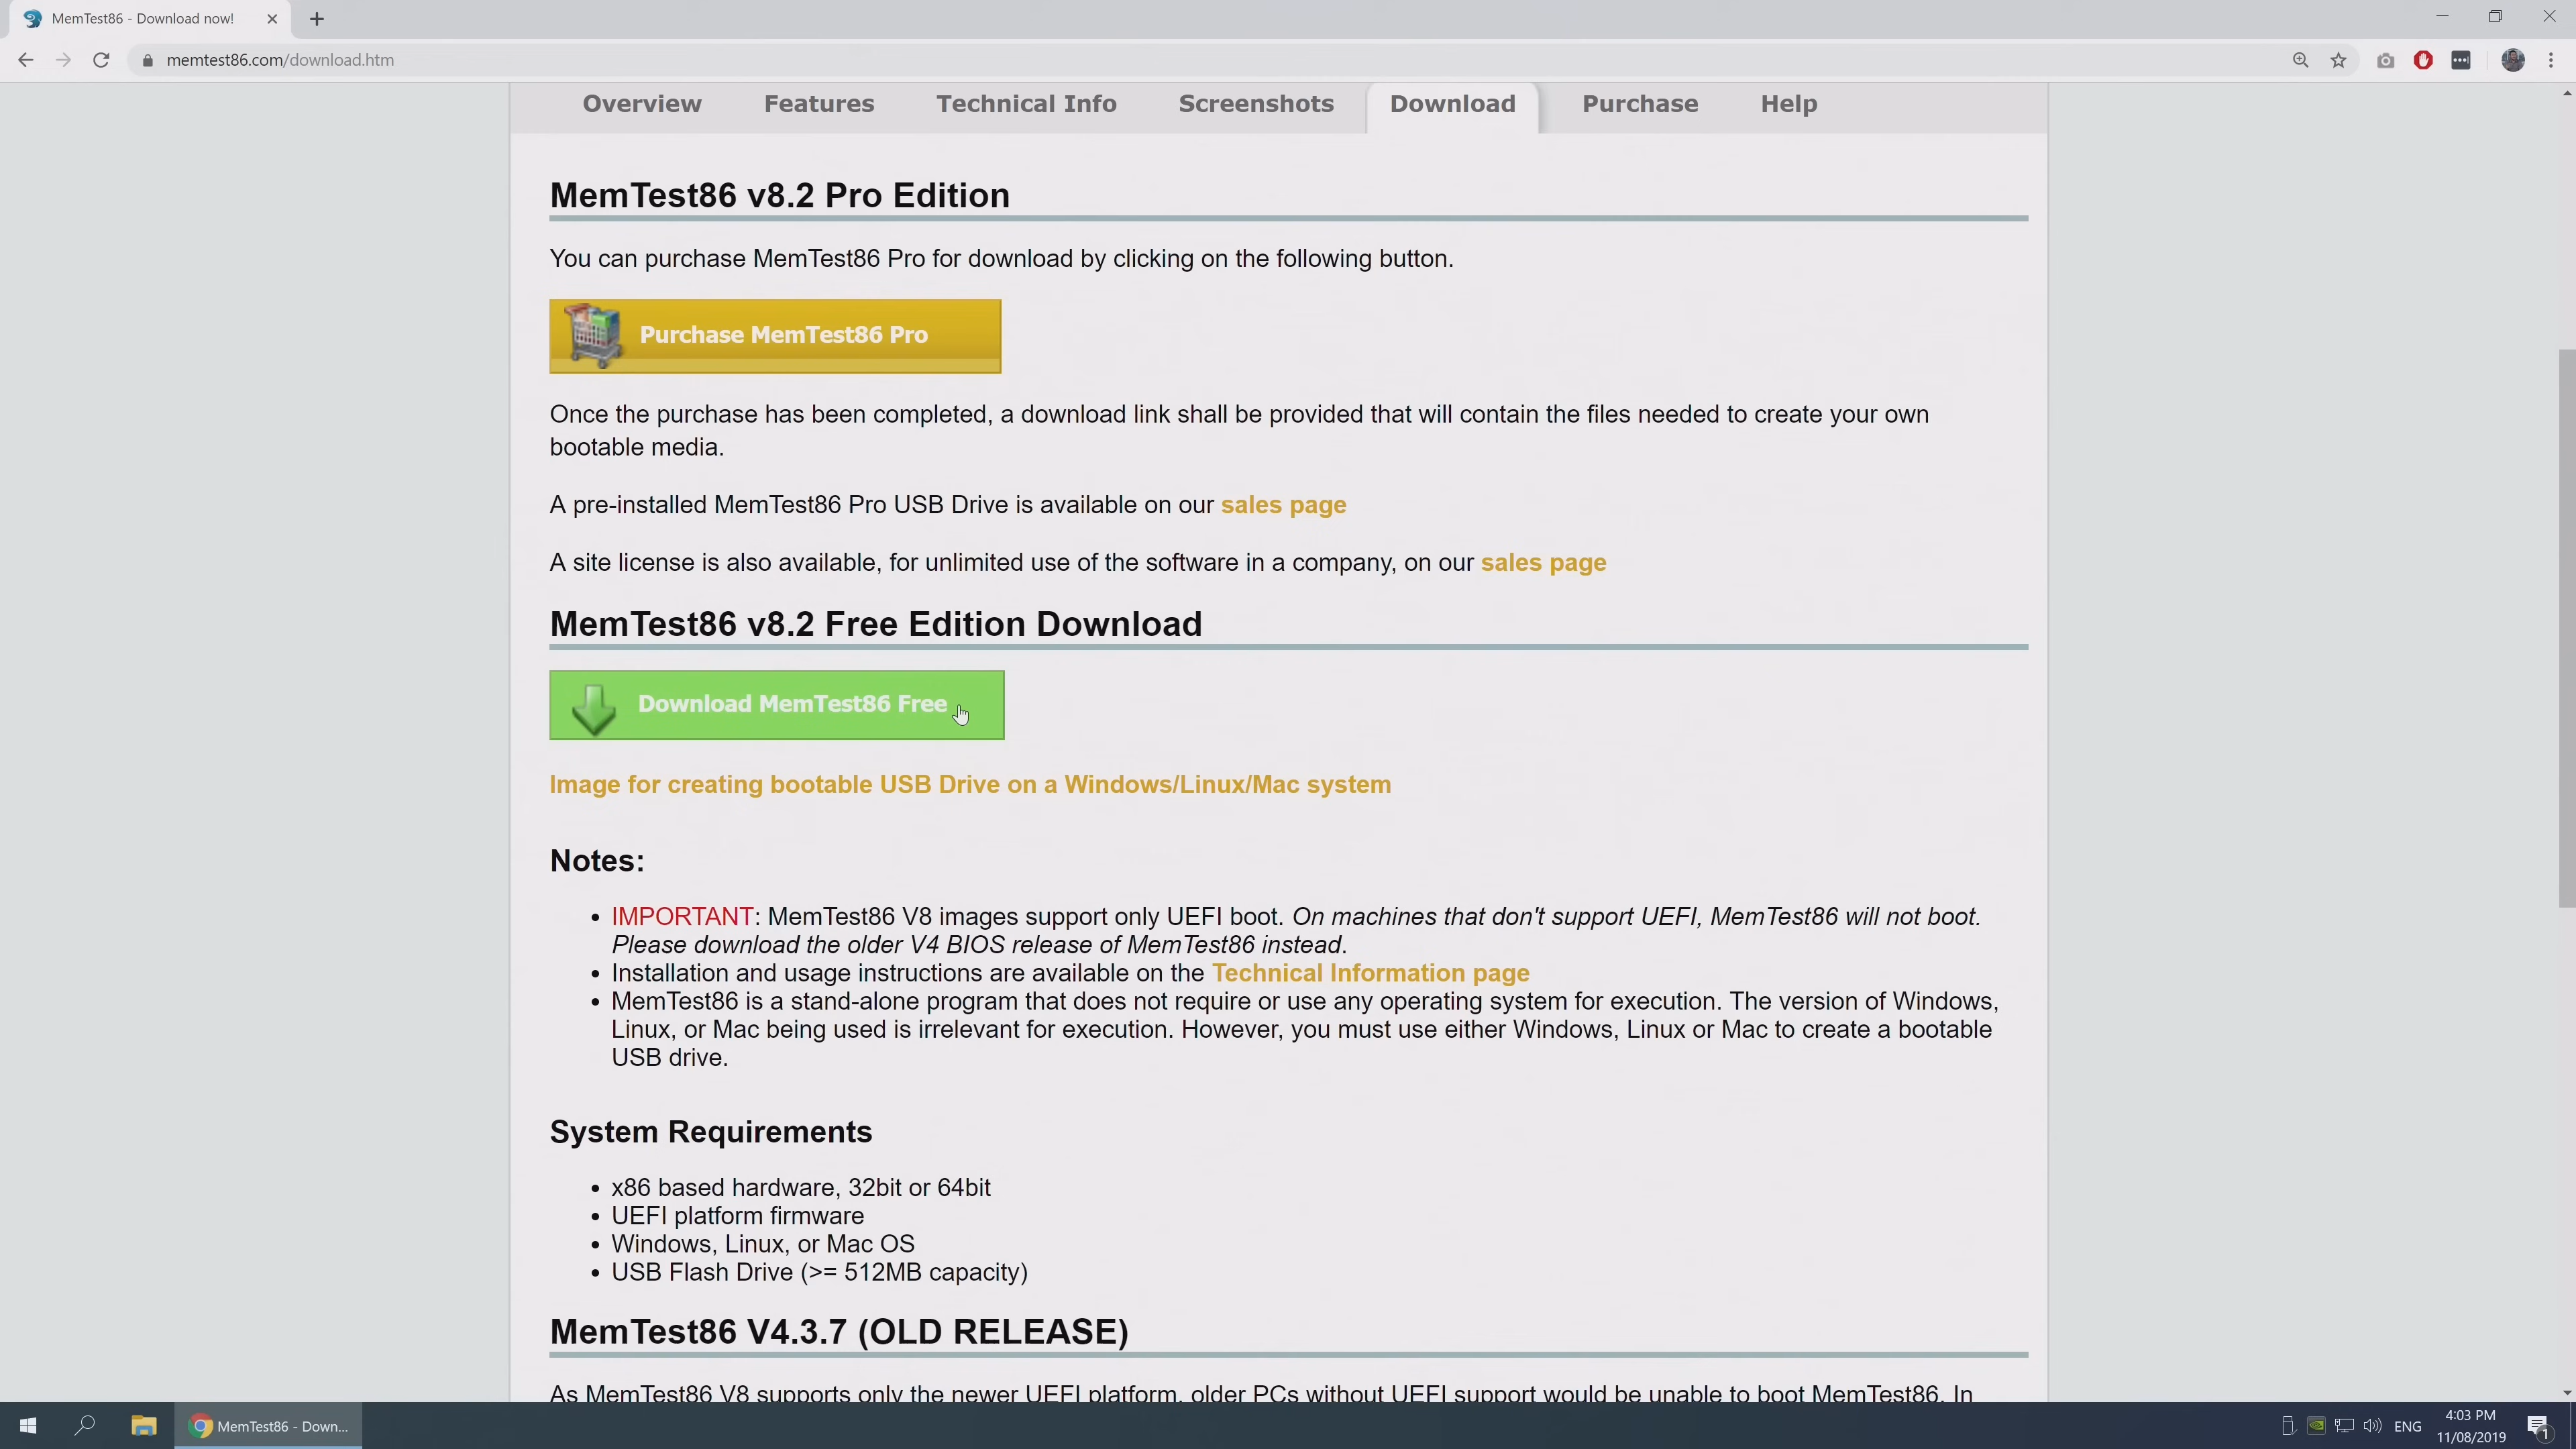 MemTest86 - Download now!
memtest86.com/download.htm
Overview Features Technical Info Screenshots Download Purchase Help
MemTest86 v8.2 Pro Edition
You can purchase MemTest86 Pro for download by clicking on the following button.
Purchase MemTest86 Pro
Once the purchase has been completed, a download link shall be provided that will contain the files needed to create your own
bootable media.
A pre-installed MemTest86 Pro USB Drive is available on our sales page
A site license is also available, for unlimited use of the software in a company, on our sales page
MemTest86 v8.2 Free Edition Download
Download MemTest86 Free
Image for creating bootable USB Drive on a Windows/Linux/Mac system
Notes:
• IMPORTANT: MemTest86 V8 images support only UEFI boot. On machines that don't support UEFI, MemTest86 will not boot.
Please download the older V4 BIOS release of MemTest86 instead.
• Installation and usage instructions are available on the Technical Information page
• MemTest86 is a stand-alone program that does not require or use any operating system for execution. The version of Windows,
Linux, or Mac being used is irrelevant for execution. However, you must use either Windows, Linux or Mac to create a bootable
USB drive.
System Requirements
• x86 based hardware, 32bit or 64bit
• UEFI platform firmware
• Windows, Linux, or Mac OS
• USB Flash Drive (>= 512MB capacity)
MemTest86 V4.3.7 (OLD RELEASE)
As MemTest86 V8 supports only the newer UEFI platform, older PCs without UEFI support would be unable to boot MemTest86. In
MemTest86 - Down...
ENG
4:03 PM
11/08/2019
1